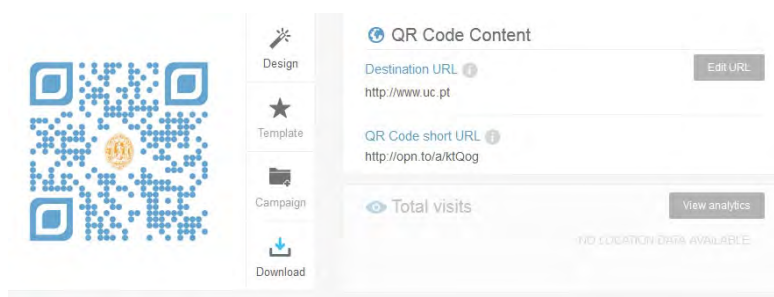 Design
Template
Campaign
Download
QR Code Content
Destination URL
Edit URL
http://www.uc.pt
QR Code short URL
http://opn.to/a/ktQog
Total visits
View analytics
NO LOCATION DATA AVAILABLE